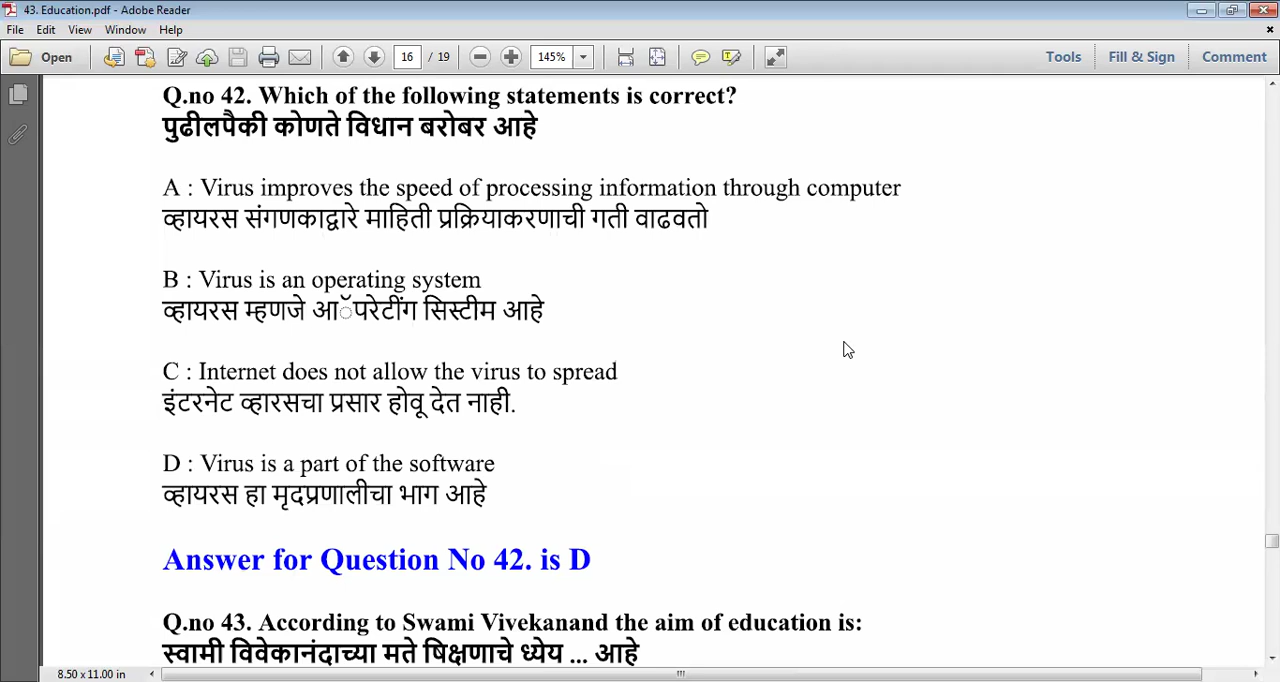 43. Education.pdf - Adobe Reader
File Edit View Window Help
Open 16 / 19 145% Tools Fill & Sign Comment
Q.no 42. Which of the following statements is correct?
पुढीलपैकी कोणते विधान बरोबर आहे
A : Virus improves the speed of processing information through computer
व्हायरस संगणकाद्वारे माहिती प्रक्रियाकरणाची गती वाढवतो
B : Virus is an operating system
व्हायरस म्हणजे आॅपरेटींग सिस्टीम आहे
C : Internet does not allow the virus to spread
इंटरनेट व्हारसचा प्रसार होवू देत नाही.
D : Virus is a part of the software
व्हायरस हा मृदप्रणालीचा भाग आहे
Answer for Question No 42. is D
Q.no 43. According to Swami Vivekanand the aim of education is:
स्वामी विवेकानंदाच्या मते षिक्षणाचे ध्येय ... आहे
8.50 x 11.00 in